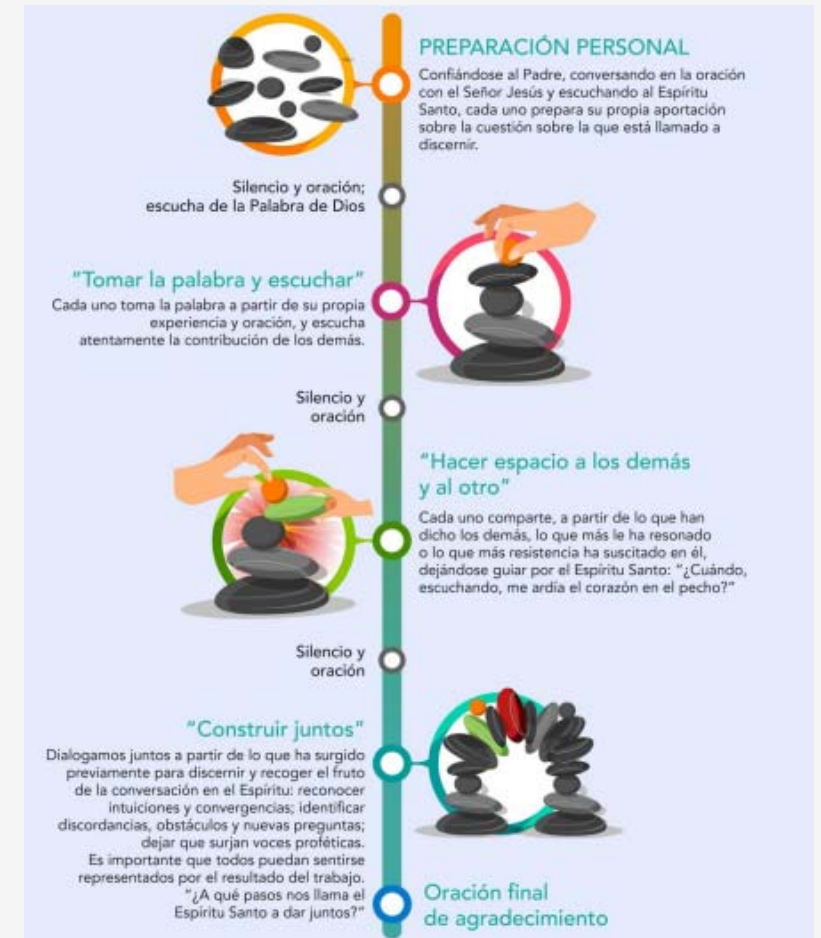 PREPARACIÓN PERSONAL
Confiándose al Padre, conversando en la oración
con el Señor Jesús y escuchando al Espíritu
Santo, cada uno prepara su propia aportación
sobre la cuestión sobre la que está llamado a
discernir.
Silencio y oración;
escucha de la Palabra de Dios
"Tomar la palabra y escuchar"
Cada uno toma la palabra a partir de su propia
experiencia y oración, y escucha
atentamente la contribución de los demás.
Silencio y
oración
"Hacer espacio a los demás
y al otro"
Cada uno comparte, a partir de lo que han
dicho los demás, lo que más le ha resonado
o lo que más resistencia ha suscitado en él,
dejándose guiar por el Espíritu Santo: "¿Cuándo,
escuchando, me ardía el corazón en el pecho?"
Silencio y
oración
"Construir juntos"
Dialogamos juntos a partir de lo que ha surgido
previamente para discernir y recoger el fruto
de la conversación en el Espíritu: reconocer
intuiciones y convergencias; identificar
discordancias, obstáculos y nuevas preguntas;
dejar que surjan voces proféticas.
Es importante que todos puedan sentirse
representados por el resultado del trabajo.
"¿A qué pasos nos llama el
Espíritu Santo a dar juntos?"
Oración final
de agradecimiento